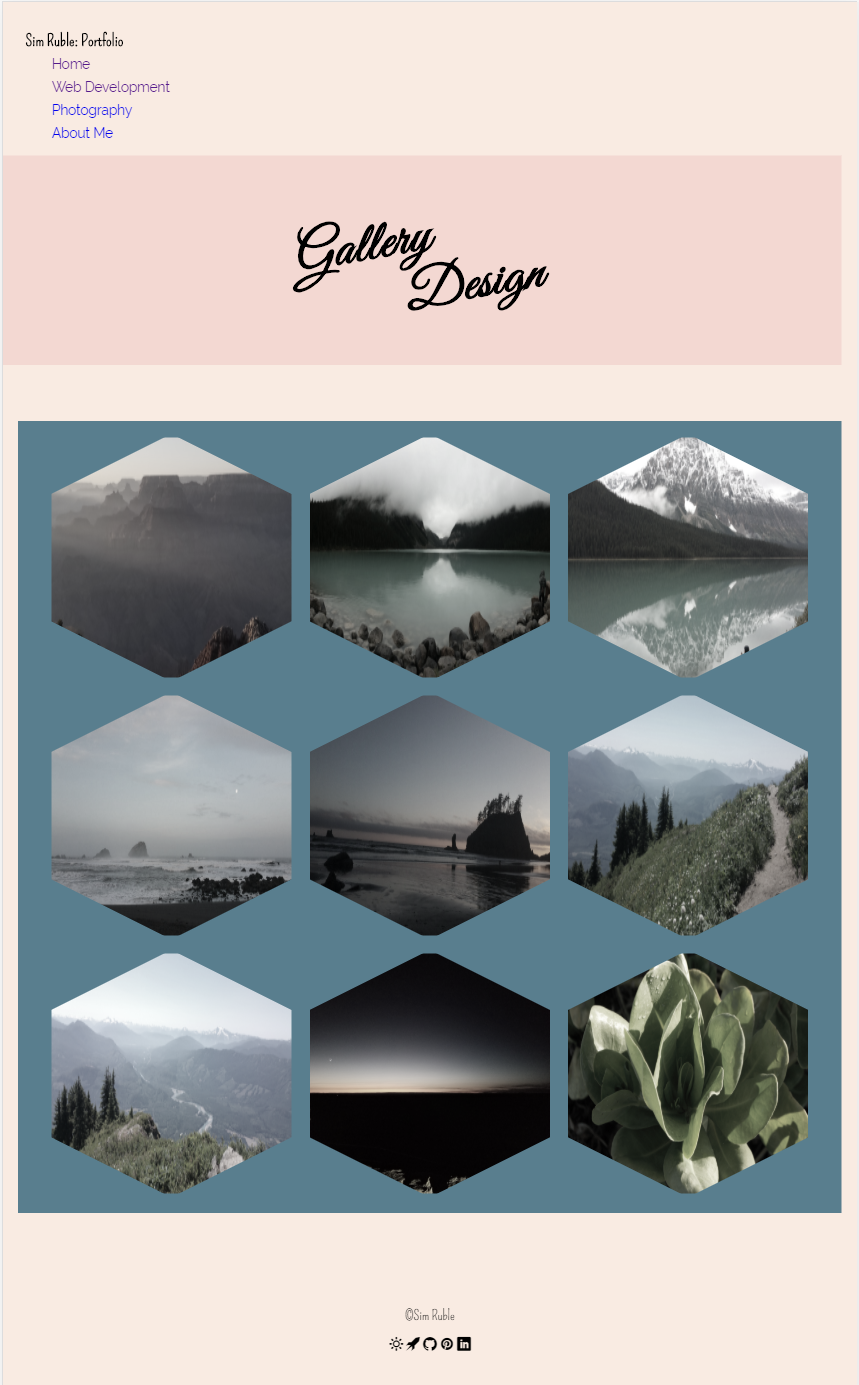 Sim Ruble: Portfolio
Home
Web Development
Photography
About Me
Gallery
Design
©Sim Ruble